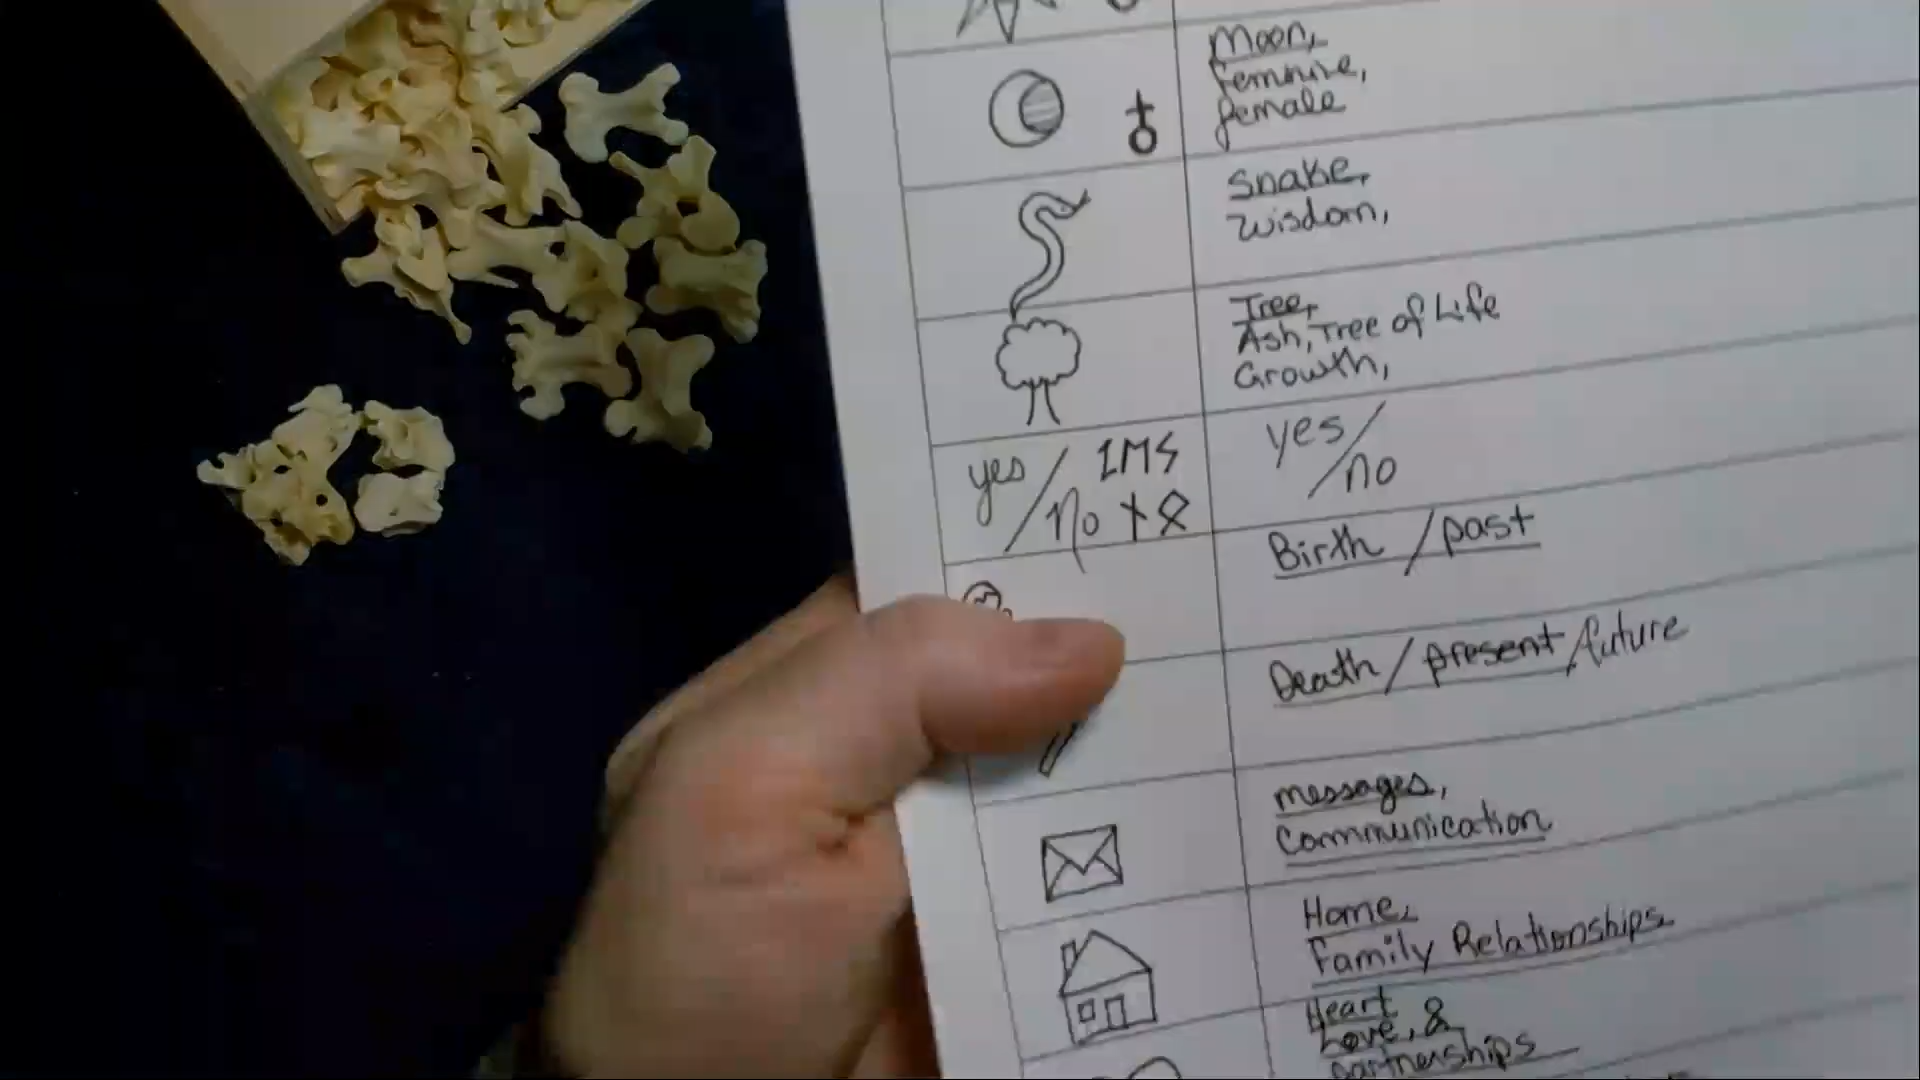 Moon,
Feminine,
female
Snake,
Wisdom,
Tree,
Ash, Tree of Life
Growth,
yes/
No
yes/
no
Birth/past
Death/present/future
messages,
Communication
Home,
Family Relationships
Heart
Love, &
partnerships